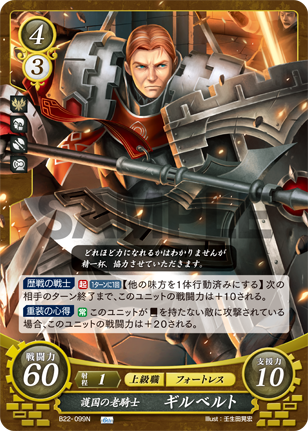 4
3
SAMPLE
どれほど力になれるかはわかりませんが
精一杯、協力させていただきます。
歴戦の戦士 起 1ターンに1回 【他の味方を1体行動済みにする】次の
相手のターン終了まで、このユニットの戦闘力は＋10される。
重装の心得 常 このユニットが を持たない敵に攻撃されている
場合、このユニットの戦闘力は＋20される。
戦闘力
60
射程 1
上級職
フォートレス
支援力
10
護国の老騎士 ギルベルト
B22-099N
Illust：壬生田晃宏